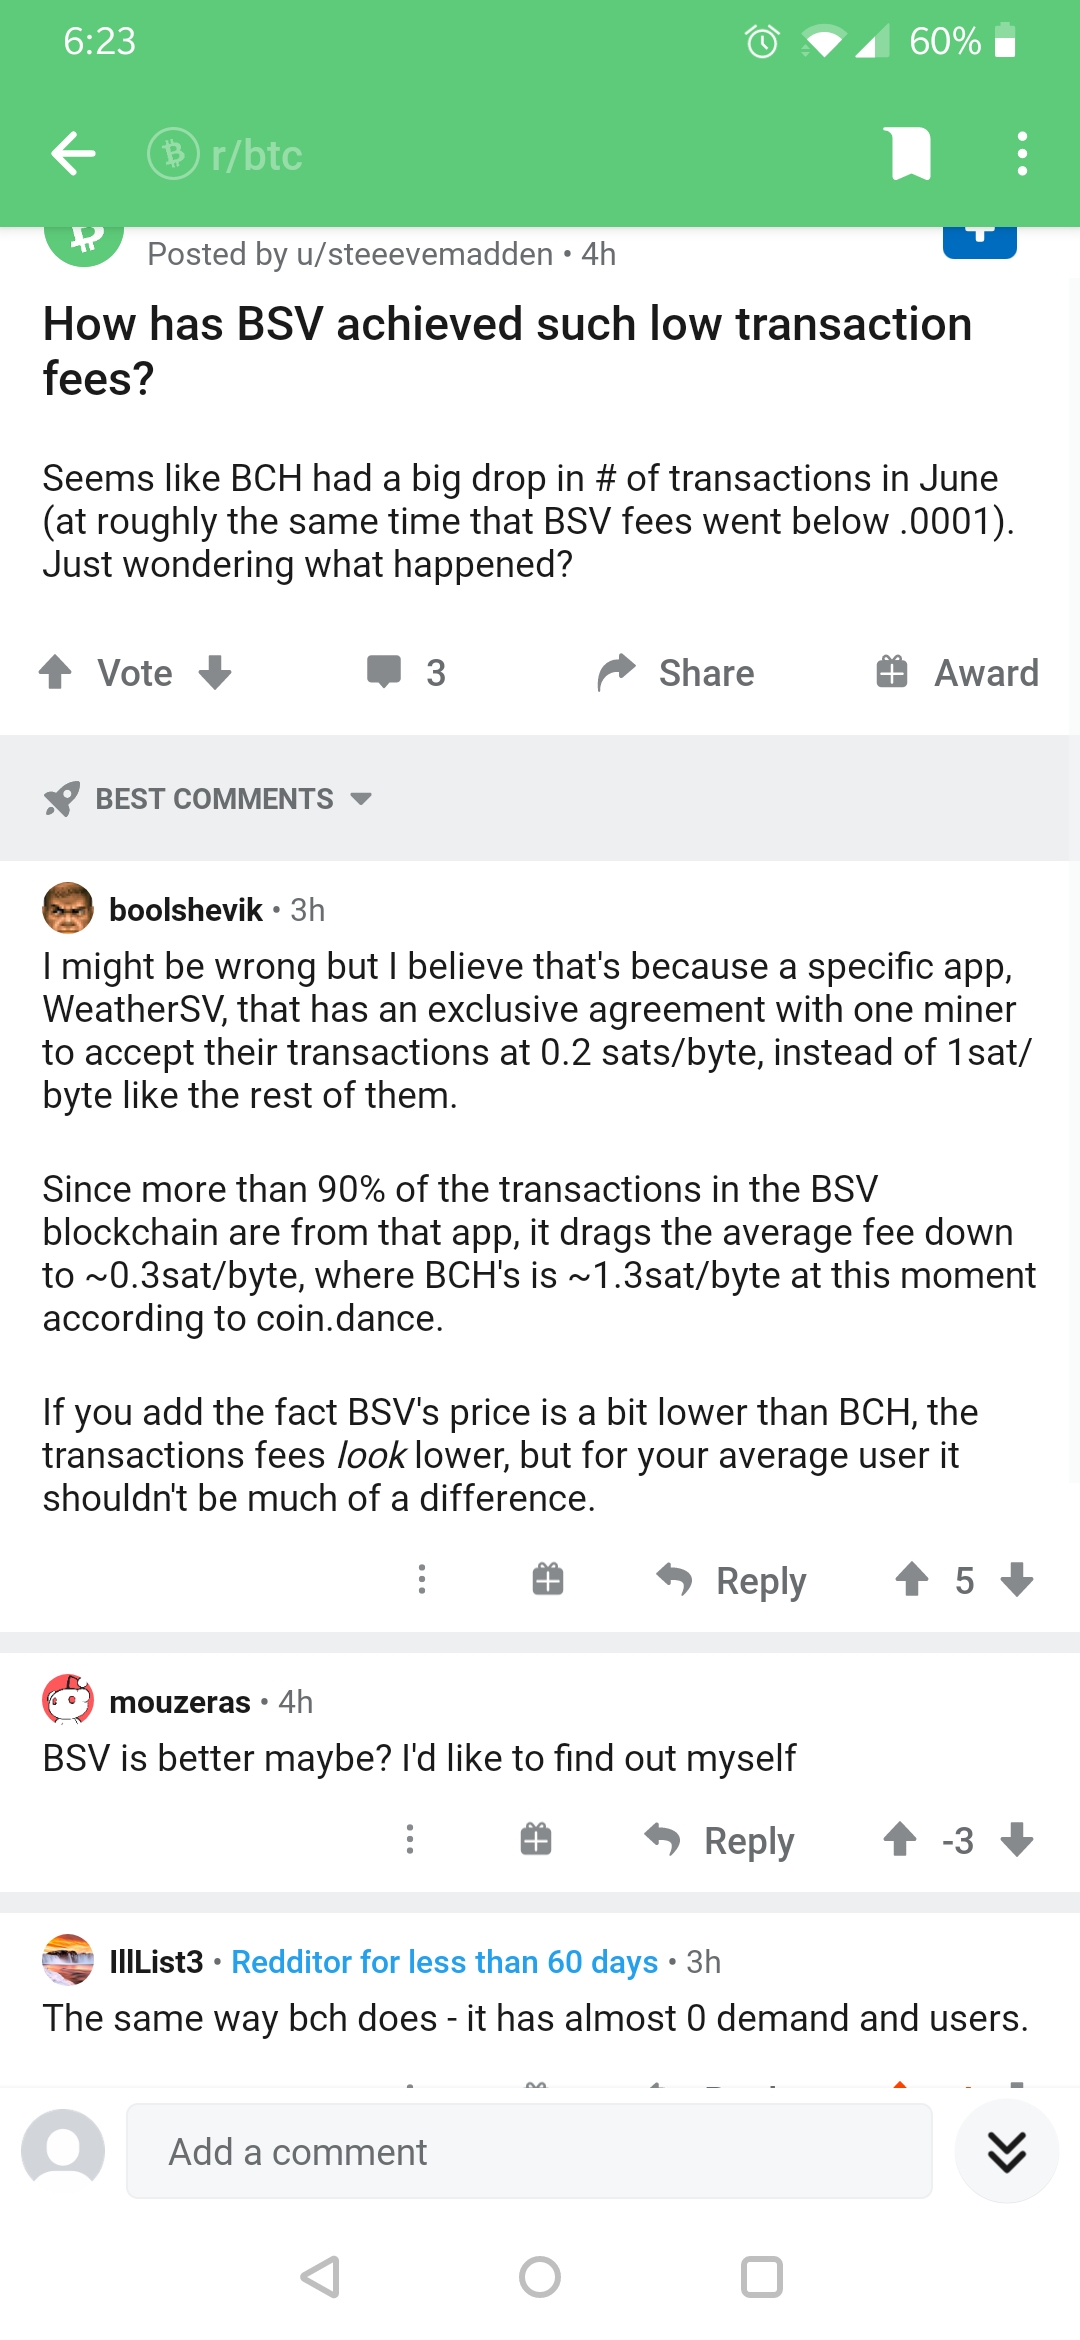 6:23
60%
r/btc
Posted by u/steeevemadden • 4h
How has BSV achieved such low transaction
fees?
Seems like BCH had a big drop in # of transactions in June
(at roughly the same time that BSV fees went below .0001).
Just wondering what happened?
Vote
3
Share
Award
BEST COMMENTS
boolshevik • 3h
I might be wrong but I believe that's because a specific app,
WeatherSV, that has an exclusive agreement with one miner
to accept their transactions at 0.2 sats/byte, instead of 1sat/
byte like the rest of them.
Since more than 90% of the transactions in the BSV
blockchain are from that app, it drags the average fee down
to ~0.3sat/byte, where BCH's is ~1.3sat/byte at this moment
according to coin.dance.
If you add the fact BSV's price is a bit lower than BCH, the
transactions fees look lower, but for your average user it
shouldn't be much of a difference.
Reply
5
mouzeras • 4h
BSV is better maybe? I'd like to find out myself
Reply
-3
IllList3 • Redditor for less than 60 days • 3h
The same way bch does - it has almost 0 demand and users.
Add a comment